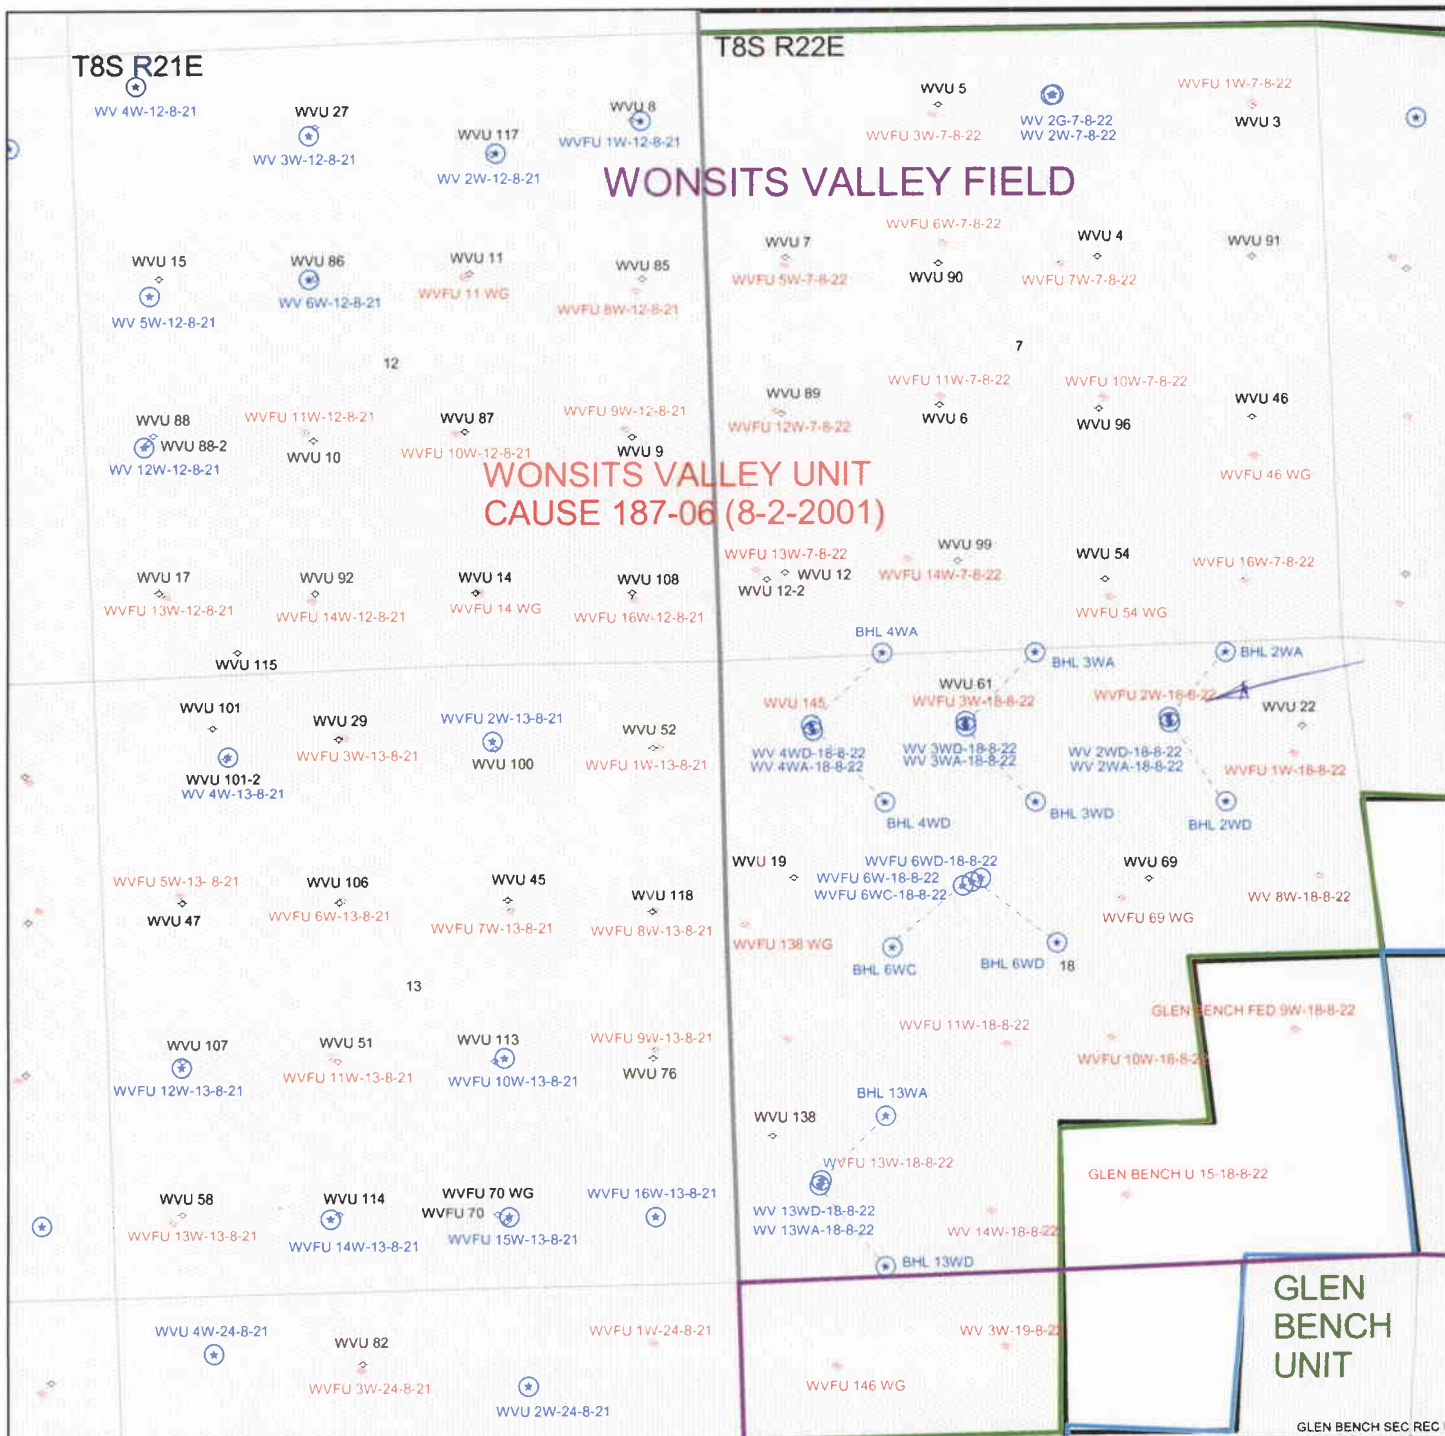 T8S R21E
T8S R22E
WV 4W-12-8-21
WVU 27
WV 3W-12-8-21
WVU 117
WV 2W-12-8-21
WVU 8
WVFU 1W-12-8-21
WVU 5
WVFU 3W-7-8-22
WV 2G-7-8-22
WV 2W-7-8-22
WVFU 1W-7-8-22
WVU 3
WONSITS VALLEY FIELD
WVU 15
WV 5W-12-8-21
WVU 86
WV 6W-12-8-21
WVU 11
WVFU 11 WG
WVU 85
WVFU 8W-12-8-21
WVU 7
WVFU 5W-7-8-22
WVFU 6W-7-8-22
WVU 90
WVU 4
WVFU 7W-7-8-22
WVU 91
12
7
WVU 88
WVU 88-2
WV 12W-12-8-21
WVFU 11W-12-8-21
WVU 10
WVU 87
WVFU 10W-12-8-21
WVFU 9W-12-8-21
WVU 9
WVU 89
WVFU 12W-7-8-22
WVFU 11W-7-8-22
WVU 6
WVFU 10W-7-8-22
WVU 96
WVU 46
WVFU 46 WG
WONSITS VALLEY UNIT
CAUSE 187-06 (8-2-2001)
WVU 17
WVFU 13W-12-8-21
WVU 92
WVFU 14W-12-8-21
WVU 14
WVFU 14 WG
WVU 108
WVFU 16W-12-8-21
WVFU 13W-7-8-22
WVU 12
WVU 12-2
WVU 99
WVFU 14W-7-8-22
WVU 54
WVFU 54 WG
WVFU 16W-7-8-22
WVU 115
BHL 4WA
BHL 3WA
BHL 2WA
WVU 101
WVU 101-2
WV 4W-13-8-21
WVU 29
WVFU 3W-13-8-21
WVFU 2W-13-8-21
WVU 100
WVU 52
WVFU 1W-13-8-21
WVU 145
WV 4WD-18-8-22
WV 4WA-18-8-22
WVU 61
WVFU 3W-18-8-22
WV 3WD-18-8-22
WV 3WA-18-8-22
WVFU 2W-18-8-22
WV 2WD-18-8-22
WV 2WA-18-8-22
WVU 22
WVFU 1W-18-8-22
BHL 4WD
BHL 3WD
BHL 2WD
WVFU 5W-13- 8-21
WVU 47
WVU 106
WVFU 6W-13-8-21
WVU 45
WVFU 7W-13-8-21
WVU 118
WVFU 8W-13-8-21
WVU 19
WVFU 138 WG
WVFU 6WD-18-8-22
WVFU 6W-18-8-22
WVFU 6WC-18-8-22
WVU 69
WVFU 69 WG
WV 8W-18-8-22
BHL 6WC
BHL 6WD
18
13
WVU 107
WVFU 12W-13-8-21
WVU 51
WVFU 11W-13-8-21
WVU 113
WVFU 10W-13-8-21
WVFU 9W-13-8-21
WVU 76
WVFU 11W-18-8-22
WVFU 10W-18-8-22
GLEN BENCH FED 9W-18-8-22
BHL 13WA
WVU 138
WVFU 13W-18-8-22
WV 13WD-18-8-22
WV 13WA-18-8-22
GLEN BENCH U 15-18-8-22
WVU 58
WVFU 13W-13-8-21
WVU 114
WVFU 14W-13-8-21
WVFU 70 WG
WVFU 70
WVFU 15W-13-8-21
WVFU 16W-13-8-21
WV 14W-18-8-22
BHL 13WD
GLEN
BENCH
UNIT
WVU 4W-24-8-21
WVU 82
WVFU 3W-24-8-21
WVU 2W-24-8-21
WVFU 1W-24-8-21
WV 3W-19-8-22
WVFU 146 WG
GLEN BENCH SEC REC